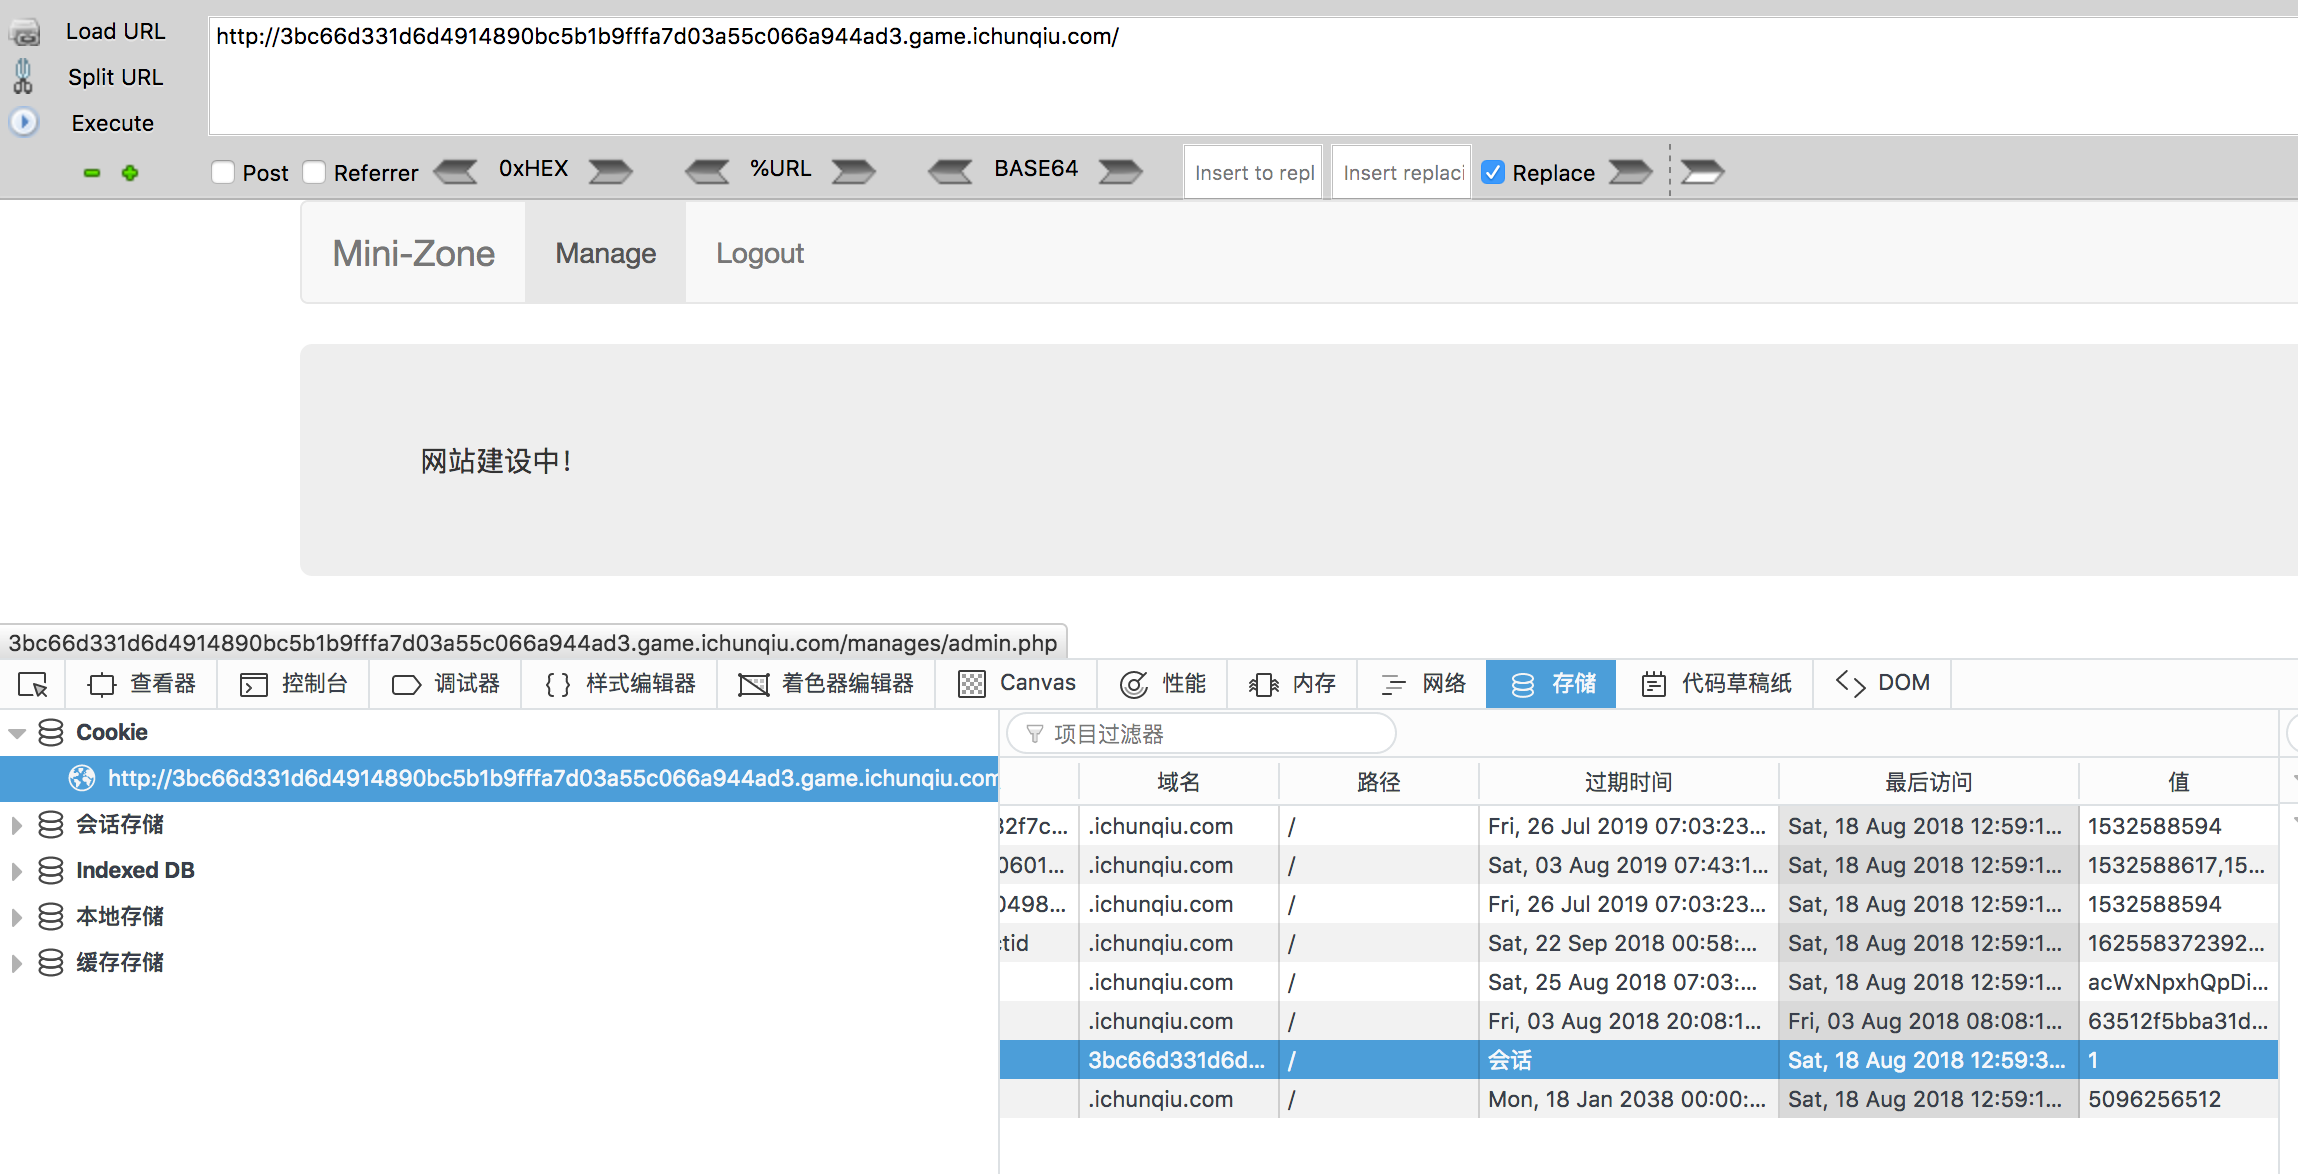 Load URL
http://3bc66d331d6d4914890bc5b1b9fffa7d03a55c066a944ad3.game.ichunqiu.com/
Split URL
Execute
Post Referrer 0xHEX %URL BASE64 Insert to repl Insert replaci Replace
Mini-Zone Manage Logout
网站建设中!
3bc66d331d6d4914890bc5b1b9fffa7d03a55c066a944ad3.game.ichunqiu.com/manages/admin.php
查看器 控制台 调试器 {} 样式编辑器 着色器编辑器 Canvas 性能 内存 网络 存储 代码草稿纸 DOM
Cookie
http://3bc66d331d6d4914890bc5b1b9fffa7d03a55c066a944ad3.game.ichunqiu.com
会话存储
Indexed DB
本地存储
缓存存储
项目过滤器
域名 路径 过期时间 最后访问 值
32f7c... .ichunqiu.com / Fri, 26 Jul 2019 07:03:23... Sat, 18 Aug 2018 12:59:1... 1532588594
0601... .ichunqiu.com / Sat, 03 Aug 2019 07:43:1... Sat, 18 Aug 2018 12:59:1... 1532588617,15...
0498... .ichunqiu.com / Fri, 26 Jul 2019 07:03:23... Sat, 18 Aug 2018 12:59:1... 1532588594
tid .ichunqiu.com / Sat, 22 Sep 2018 00:58:... Sat, 18 Aug 2018 12:59:1... 162558372392...
.ichunqiu.com / Sat, 25 Aug 2018 07:03:... Sat, 18 Aug 2018 12:59:1... acWxNpxhQpDi...
.ichunqiu.com / Fri, 03 Aug 2018 20:08:1... Fri, 03 Aug 2018 08:08:1... 63512f5bba31d...
3bc66d331d6d... / 会话 Sat, 18 Aug 2018 12:59:3... 1
.ichunqiu.com / Mon, 18 Jan 2038 00:00:... Sat, 18 Aug 2018 12:59:1... 5096256512